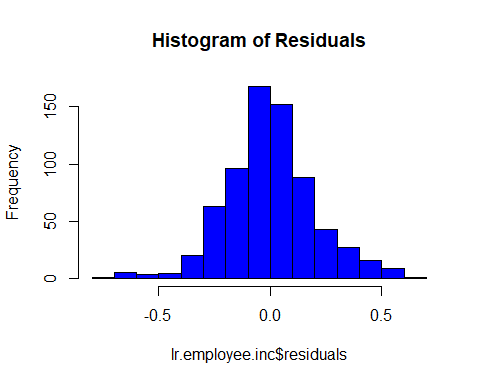 Histogram of Residuals
Frequency
150
100
50
0
-0.5 0.0 0.5
lr.employee.inc$residuals